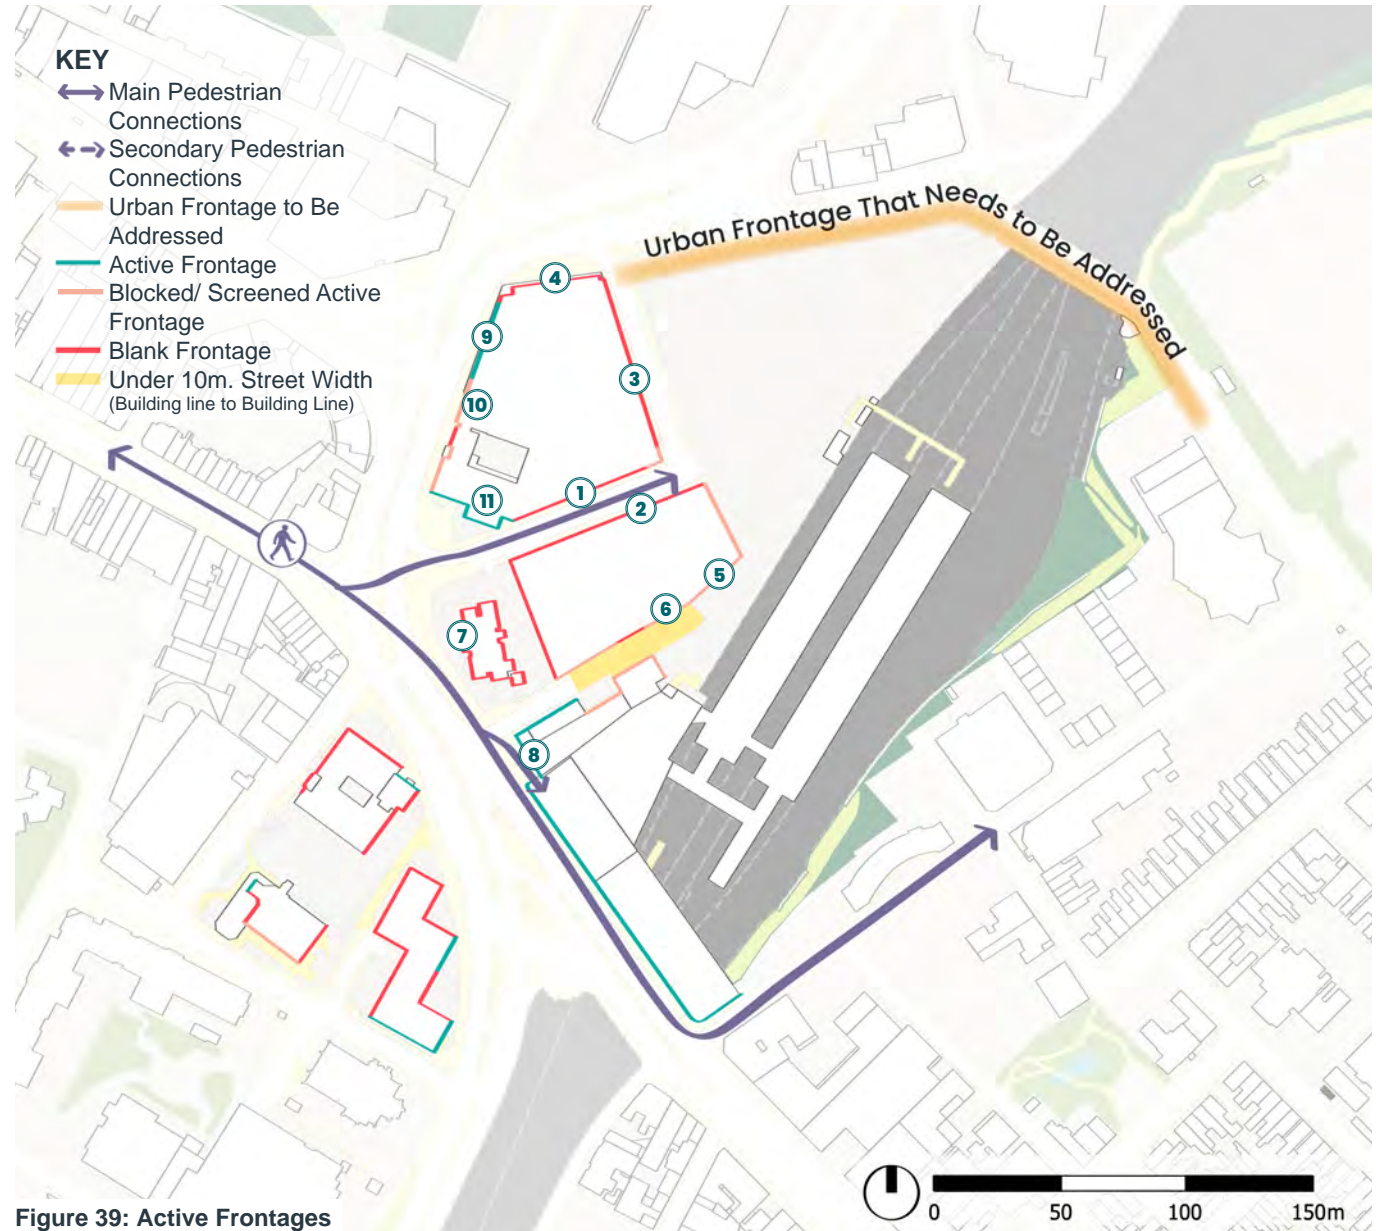 KEY
Main Pedestrian
Connections
Secondary Pedestrian
Connections
Urban Frontage to Be
Addressed
Active Frontage
Blocked/ Screened Active
Frontage
Blank Frontage
Under 10m. Street Width
(Building line to Building Line)
Urban Frontage That Needs to Be Addressed
4
9
3
10
11
1
2
5
6
7
8
0 50 100 150m
Figure 39: Active Frontages